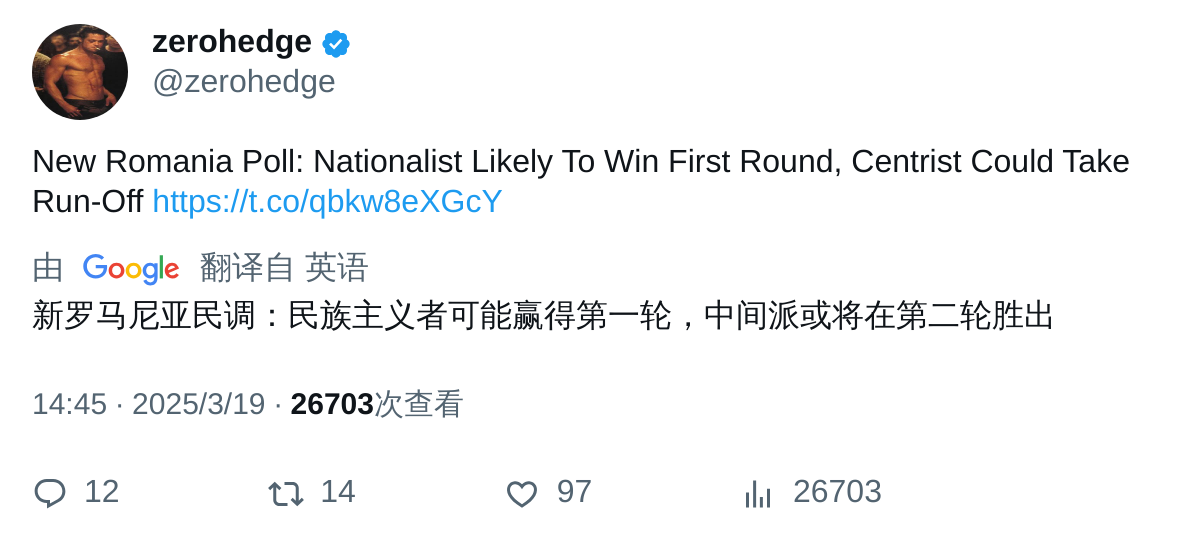 zerohedge
@zerohedge
New Romania Poll: Nationalist Likely To Win First Round, Centrist Could Take
Run-Off https://t.co/qbkw8eXGcY
由 Google 翻译自 英语
新罗马尼亚民调：民族主义者可能赢得第一轮，中间派或将在第二轮胜出
14:45 · 2025/3/19 · 26703次查看
12 14 97 26703